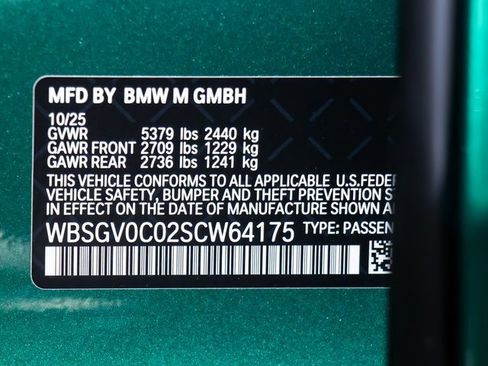 MFD BY BMW M GMBH
10/25
GVWR 5379 lbs 2440 kg
GAWR FRONT 2709 lbs 1229 kg
GAWR REAR 2736 lbs 1241 kg
THIS VEHICLE CONFORMS TO ALL APPLICABLE U.S.FEDER
VEHICLE SAFETY, BUMPER AND THEFT PREVENTION ST
IN EFFECT ON THE DATE OF MANUFACTURE SHOWN A
WBSGV0C02SCW64175 TYPE: PASSEN